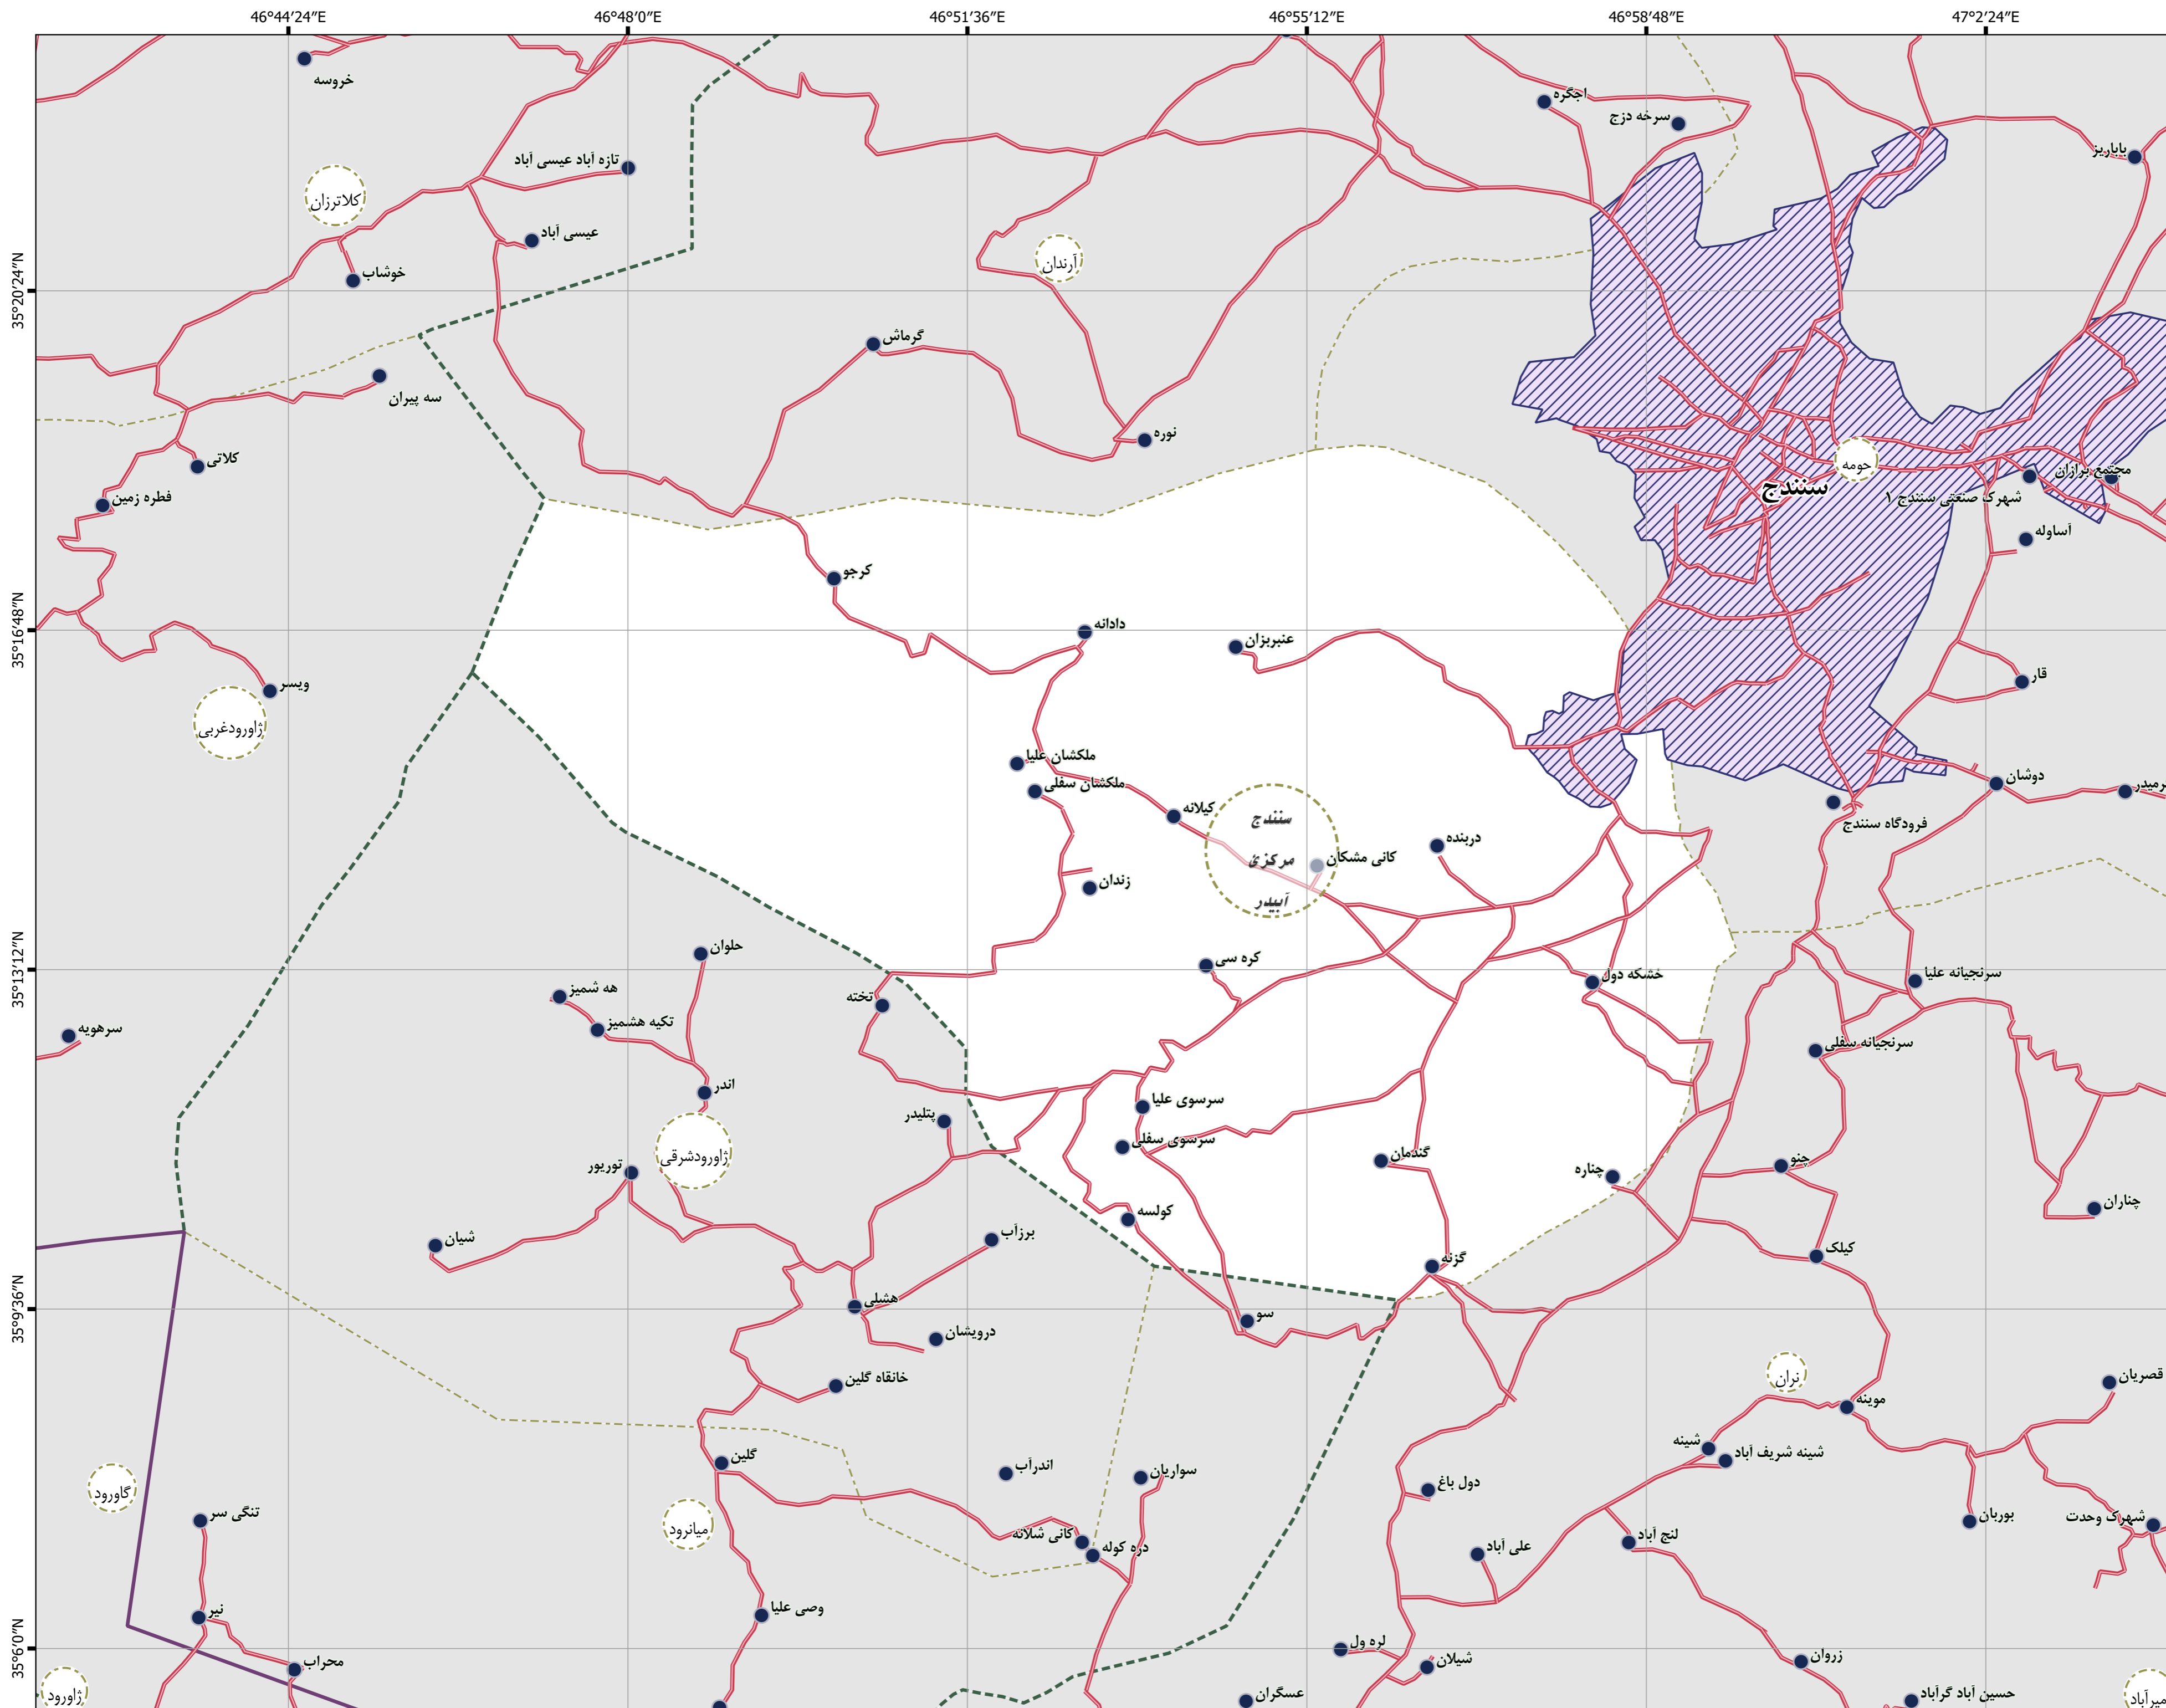 46°44′24″E
46°48′0″E
46°51′36″E
46°55′12″E
46°58′48″E
47°2′24″E
خروسه
اجگره
سرخه دزج
باباریز
تازه آباد عیسی آباد
کلاترزان
عیسی آباد
آرندان
خوشاب
35°20′24″N
گرماش
سه پیران
نوره
کلاتی
حومه
مجتمع برازان
سنندج
شهرک صنعتی سنندج ۱
فطره زمین
آساوله
کرجو
35°16′48″N
دادانه
عنبربزان
قار
ویسر
ژاورودغربی
ملکشان علیا
ملکشان سفلی
دوشان
کیلانه
سنندج
مرکزی
آبیدر
کانی مشکان
دربنده
فرودگاه سنندج
زندان
حلوان
کره سی
خشکه دول
سرنجیانه علیا
35°13′12″N
هه شمیز
تخته
تکیه هشمیز
سرهویه
سرنجیانه سفلی
اندر
سرسوی علیا
پتلیدر
سرسوی سفلی
ژاورودشرقی
توریور
گندمان
چناره
چنو
چناران
کولسه
شیان
برزآب
گزنه
کیلک
هشلی
سو
35°9′36″N
درویشان
خانقاه گلین
نران
قصریان
موینه
گلین
اندرآب
سواریان
شینه
شینه شریف آباد
دول باغ
گاورود
تنگی سر
میانرود
کانی شلانه
دره کوله
علی آباد
لنج آباد
بوریان
شهرک وحدت
نیر
وصی علیا
35°6′0″N
محراب
لره ول
شیلان
زروان
ژاورود
عسگران
حسین آباد گرآباد